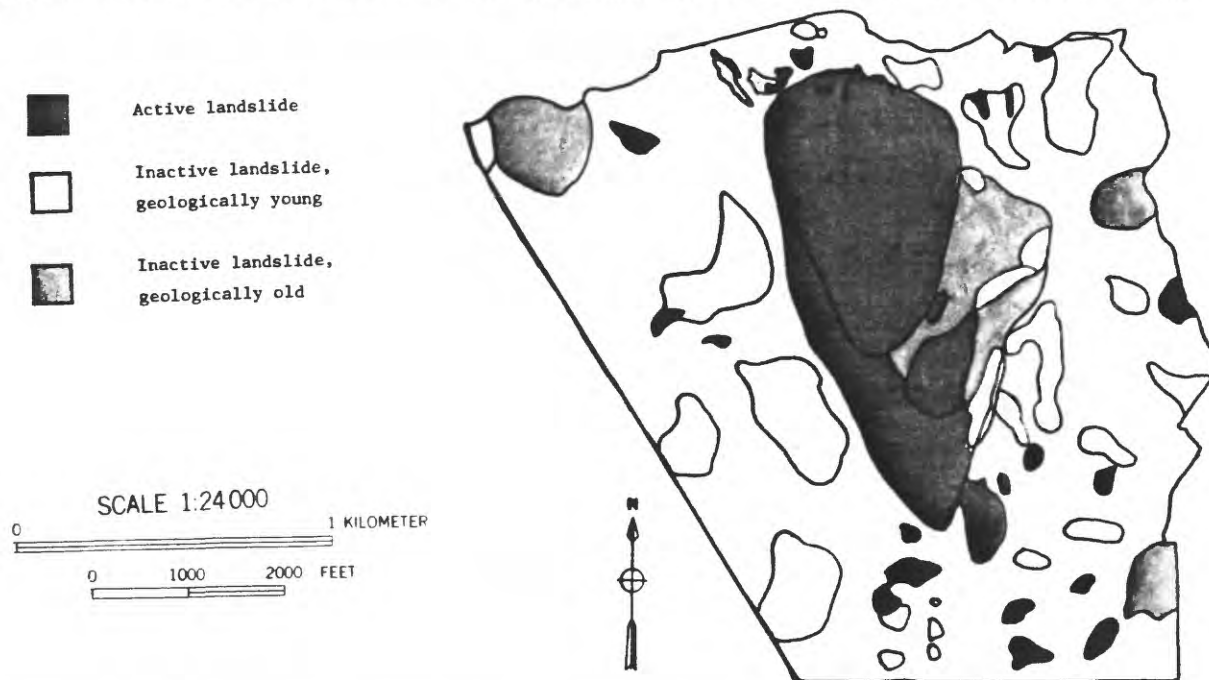 Active landslide
Inactive landslide,
geologically young
Inactive landslide,
geologically old
SCALE 1:24 000
0 1 KILOMETER
0 1000 2000 FEET
N